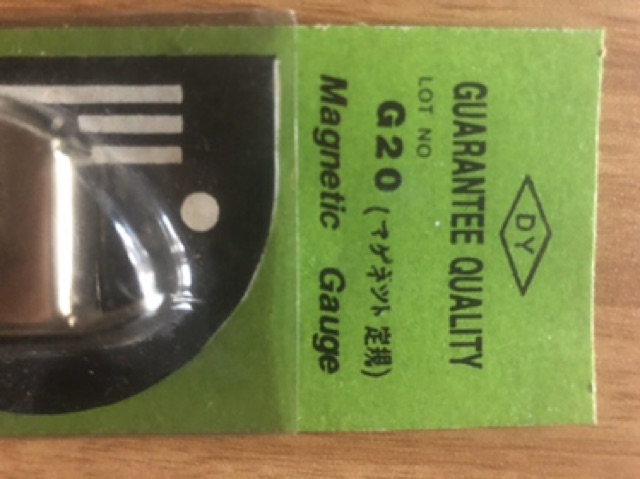 DY
GUARANTEE QUALITY
LOT NO
G20 (マグネット定規)
Magnetic Gauge